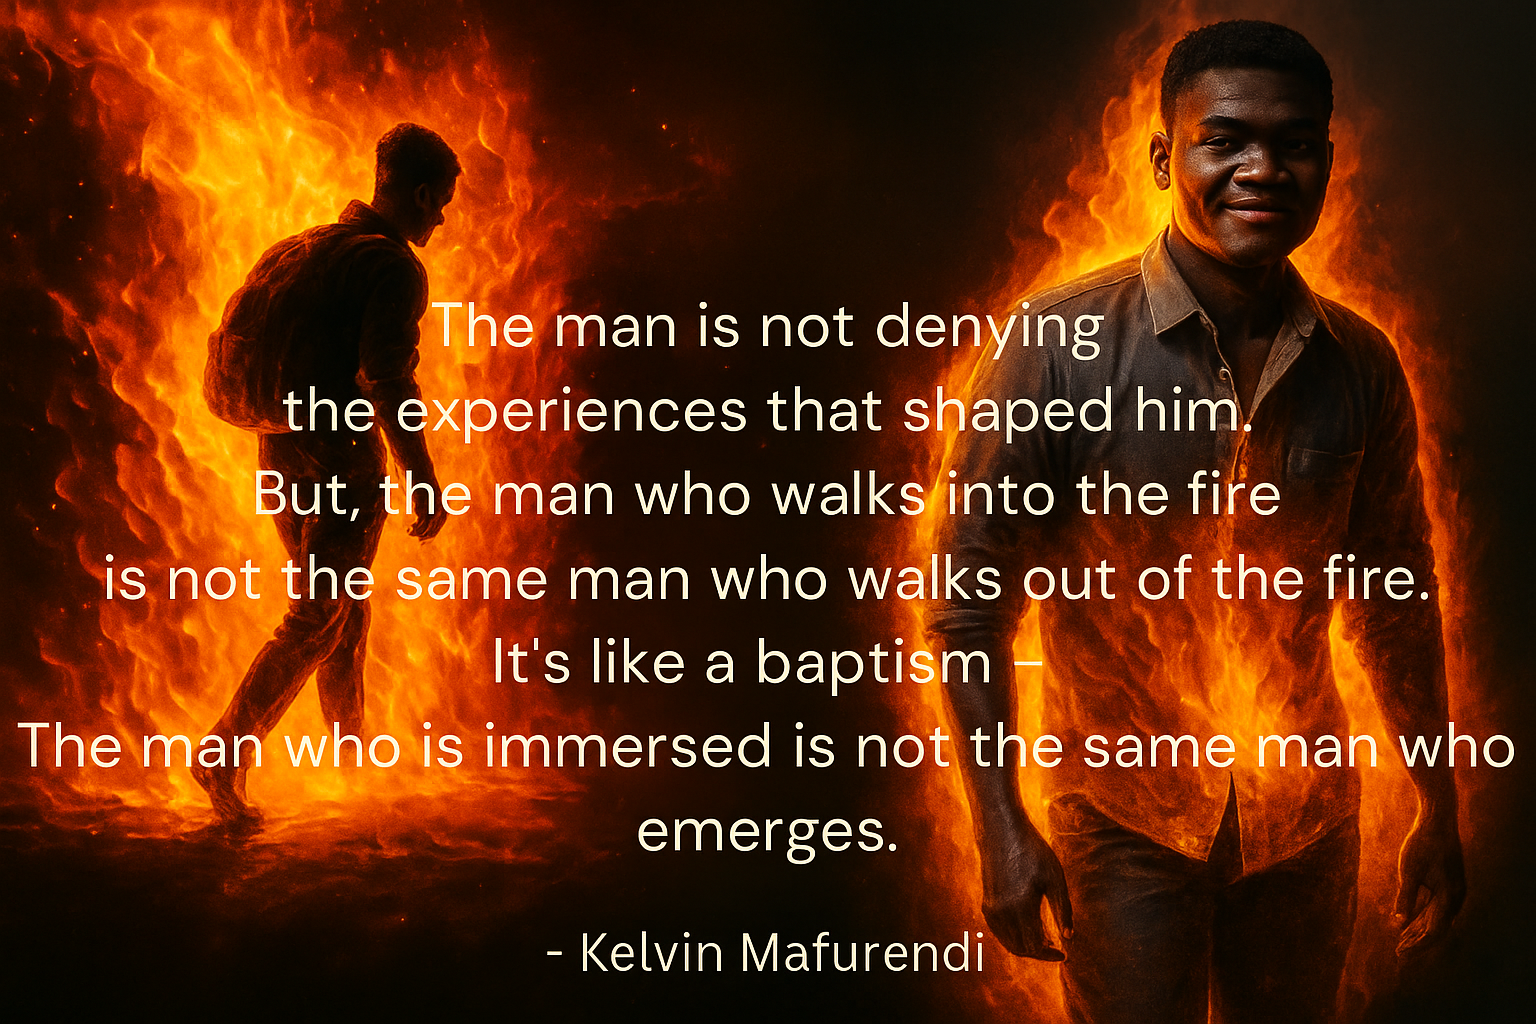 The man is not denying
the experiences that shaped him.
But, the man who walks into the fire
is not the same man who walks out of the fire.
It's like a baptism –
The man who is immersed is not the same man who
emerges.
- Kelvin Mafurendi